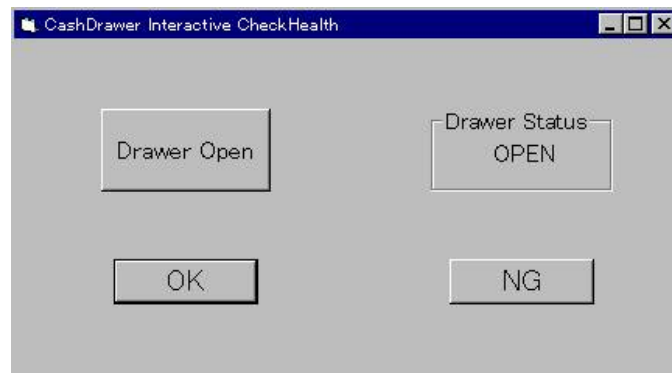 CashDrawer Interactive CheckHealth
Drawer Open
Drawer Status
OPEN
OK
NG